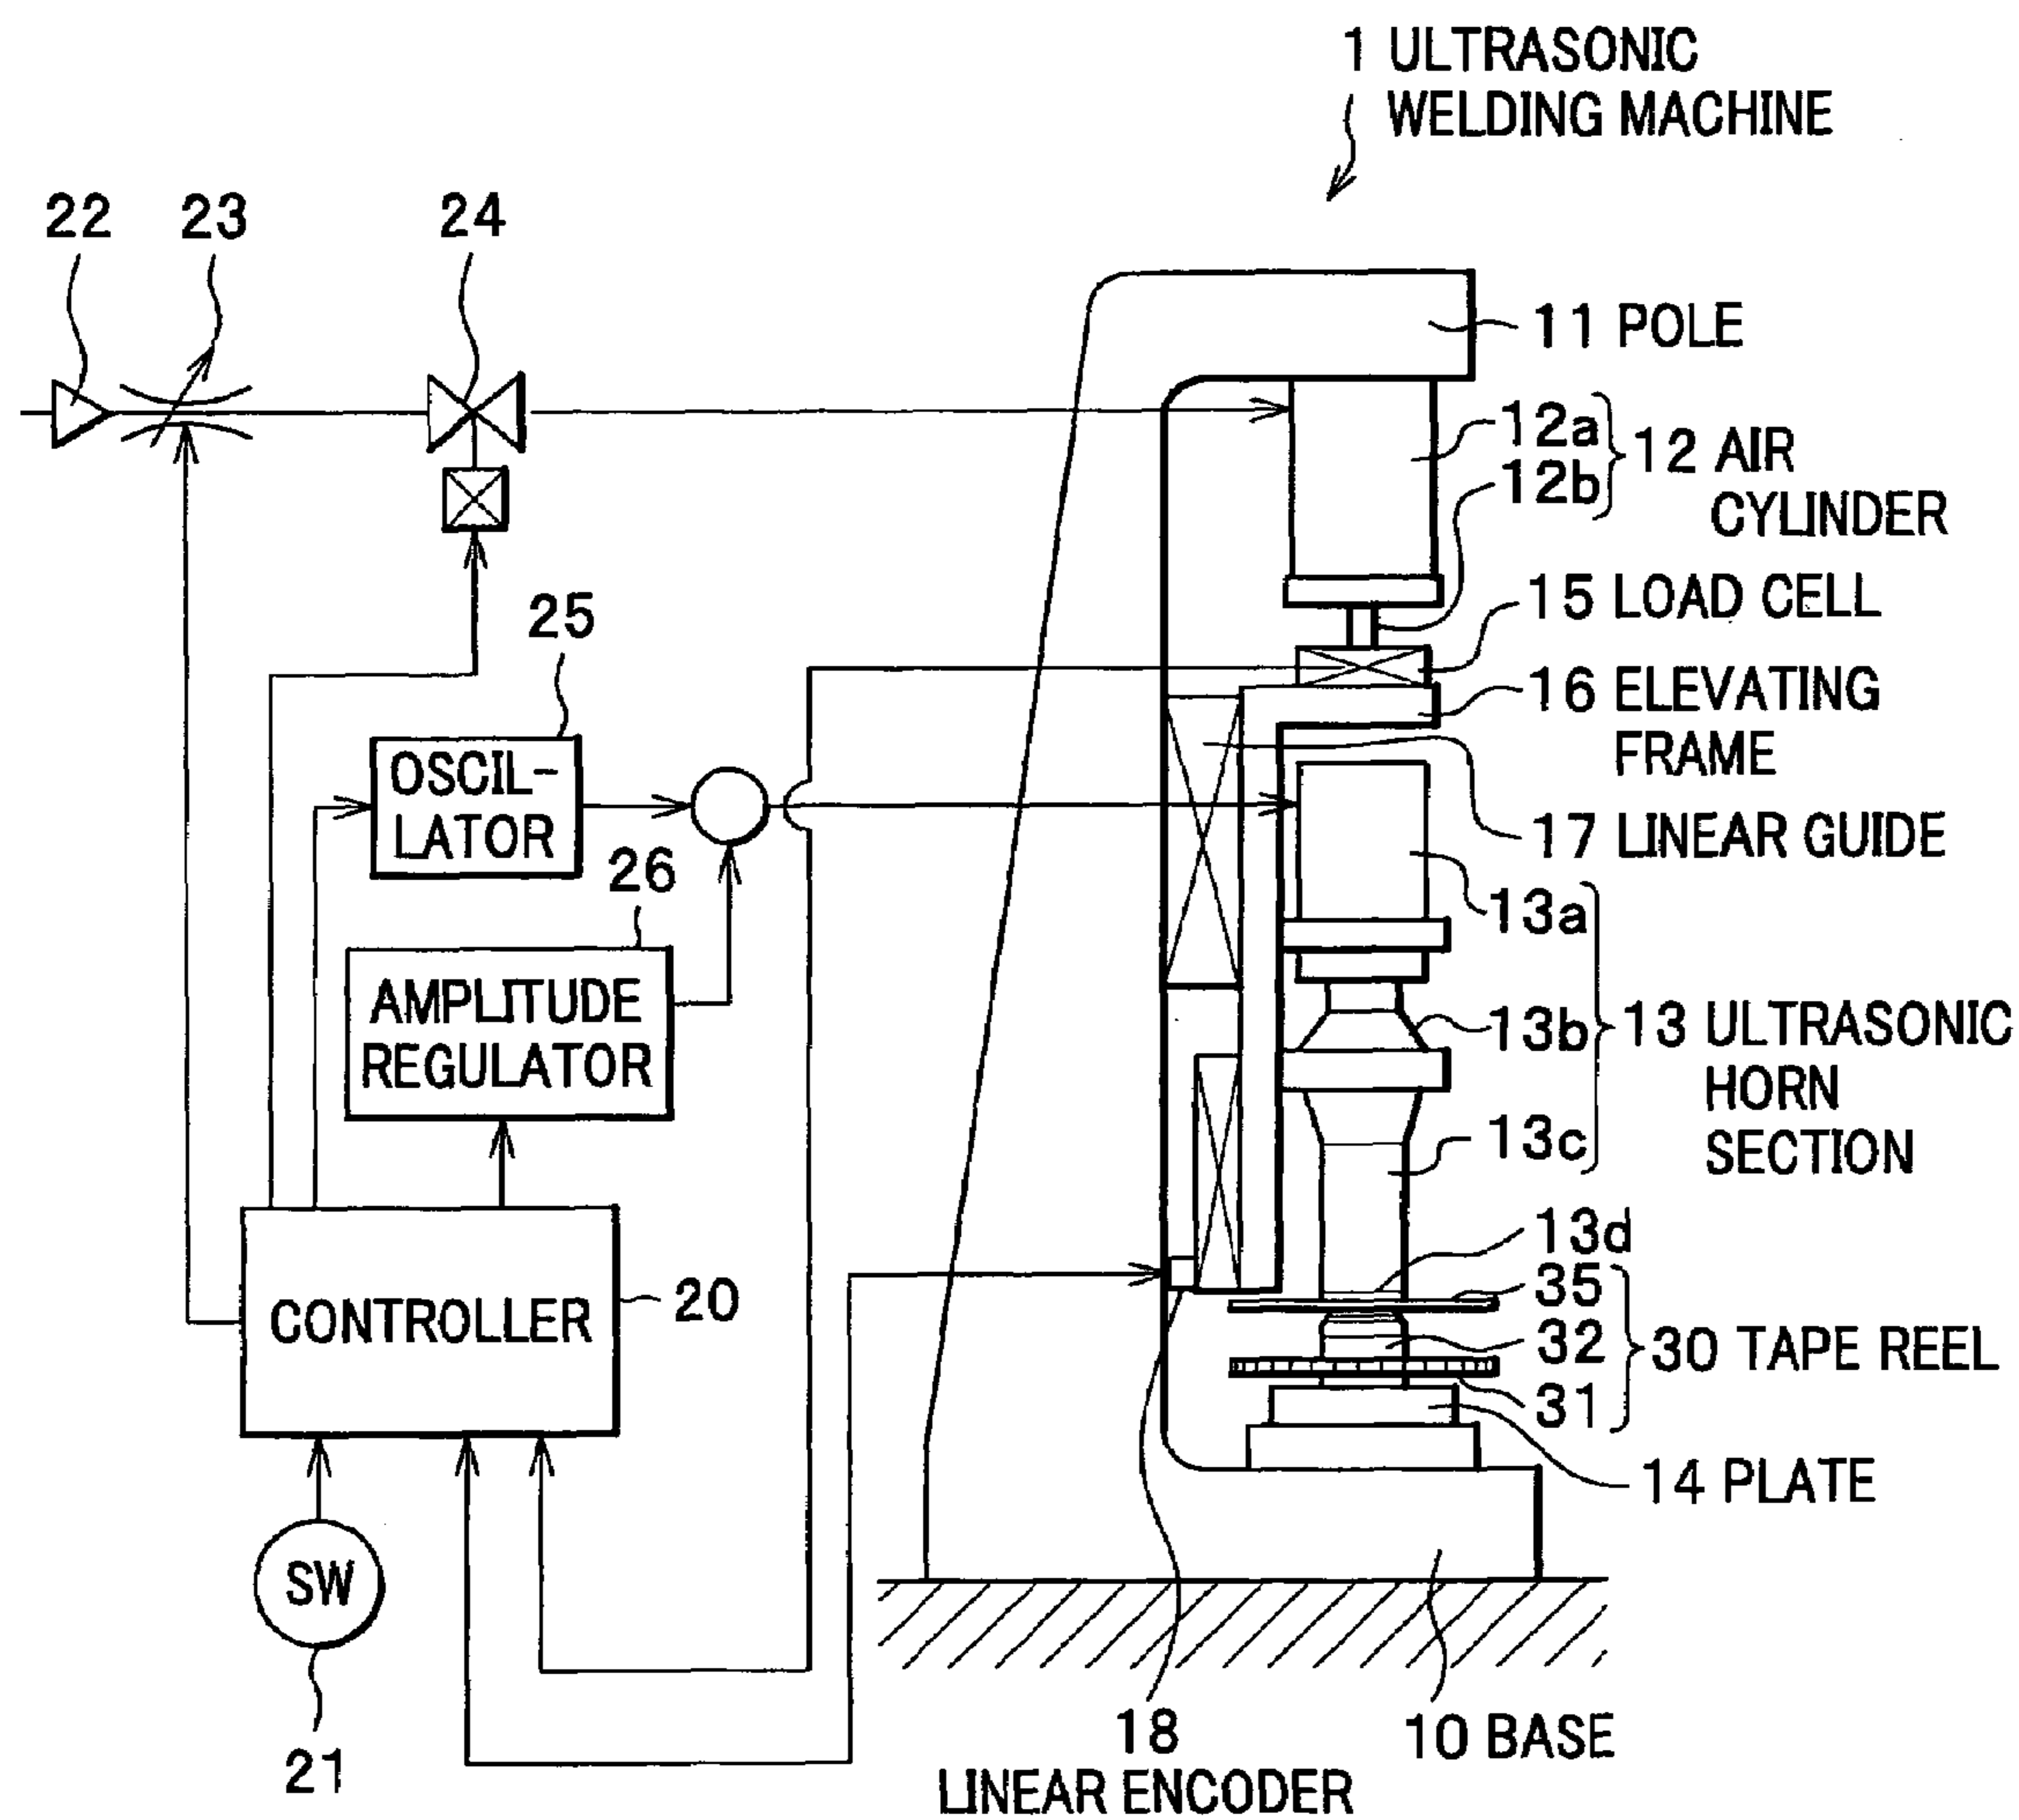 1 ULTRASONIC
WELDING MACHINE
22
23
24
11 POLE
12a
12b
12 AIR
CYLINDER
15 LOAD CELL
16 ELEVATING
FRAME
25
OSCIL-
LATOR
17 LINEAR GUIDE
26
13a
AMPLITUDE
REGULATOR
13b
13 ULTRASONIC
HORN
SECTION
13c
13d
35
CONTROLLER
20
32
30 TAPE REEL
31
14 PLATE
SW
21
18
LINEAR ENCODER
10 BASE